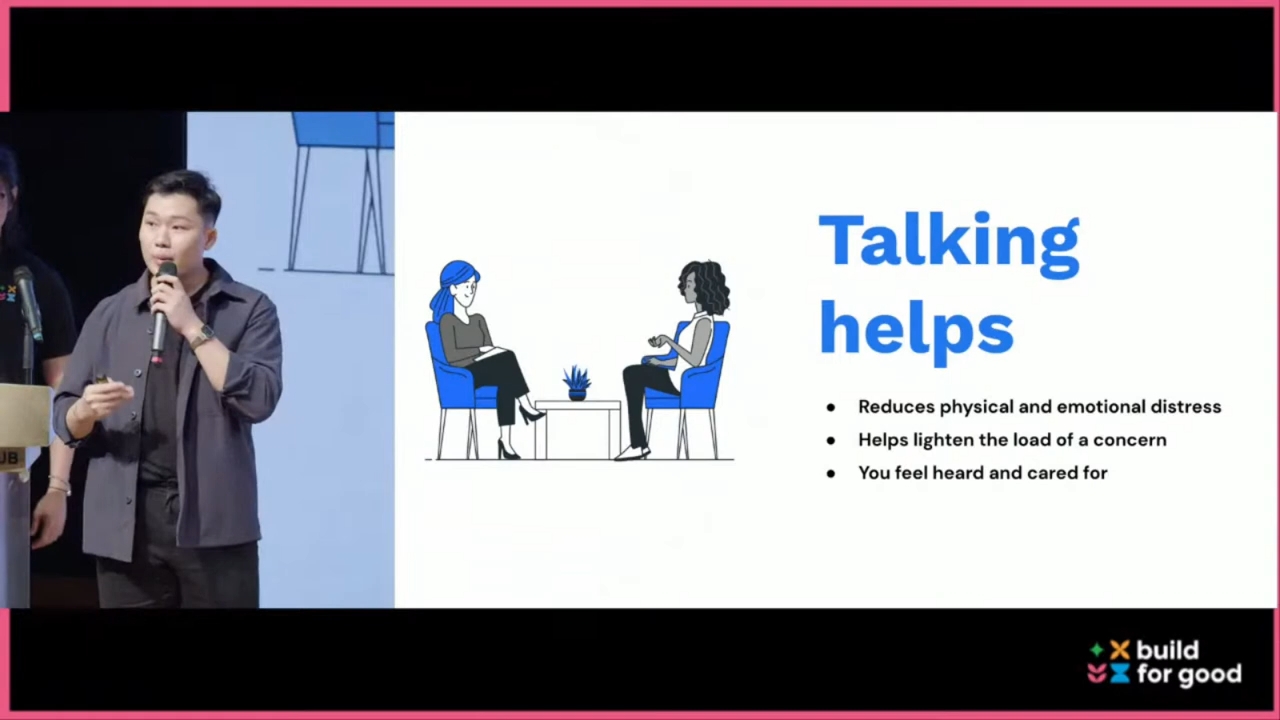 Talking
helps
● Reduces physical and emotional distress
● Helps lighten the load of a concern
● You feel heard and cared for
UB
build
for good